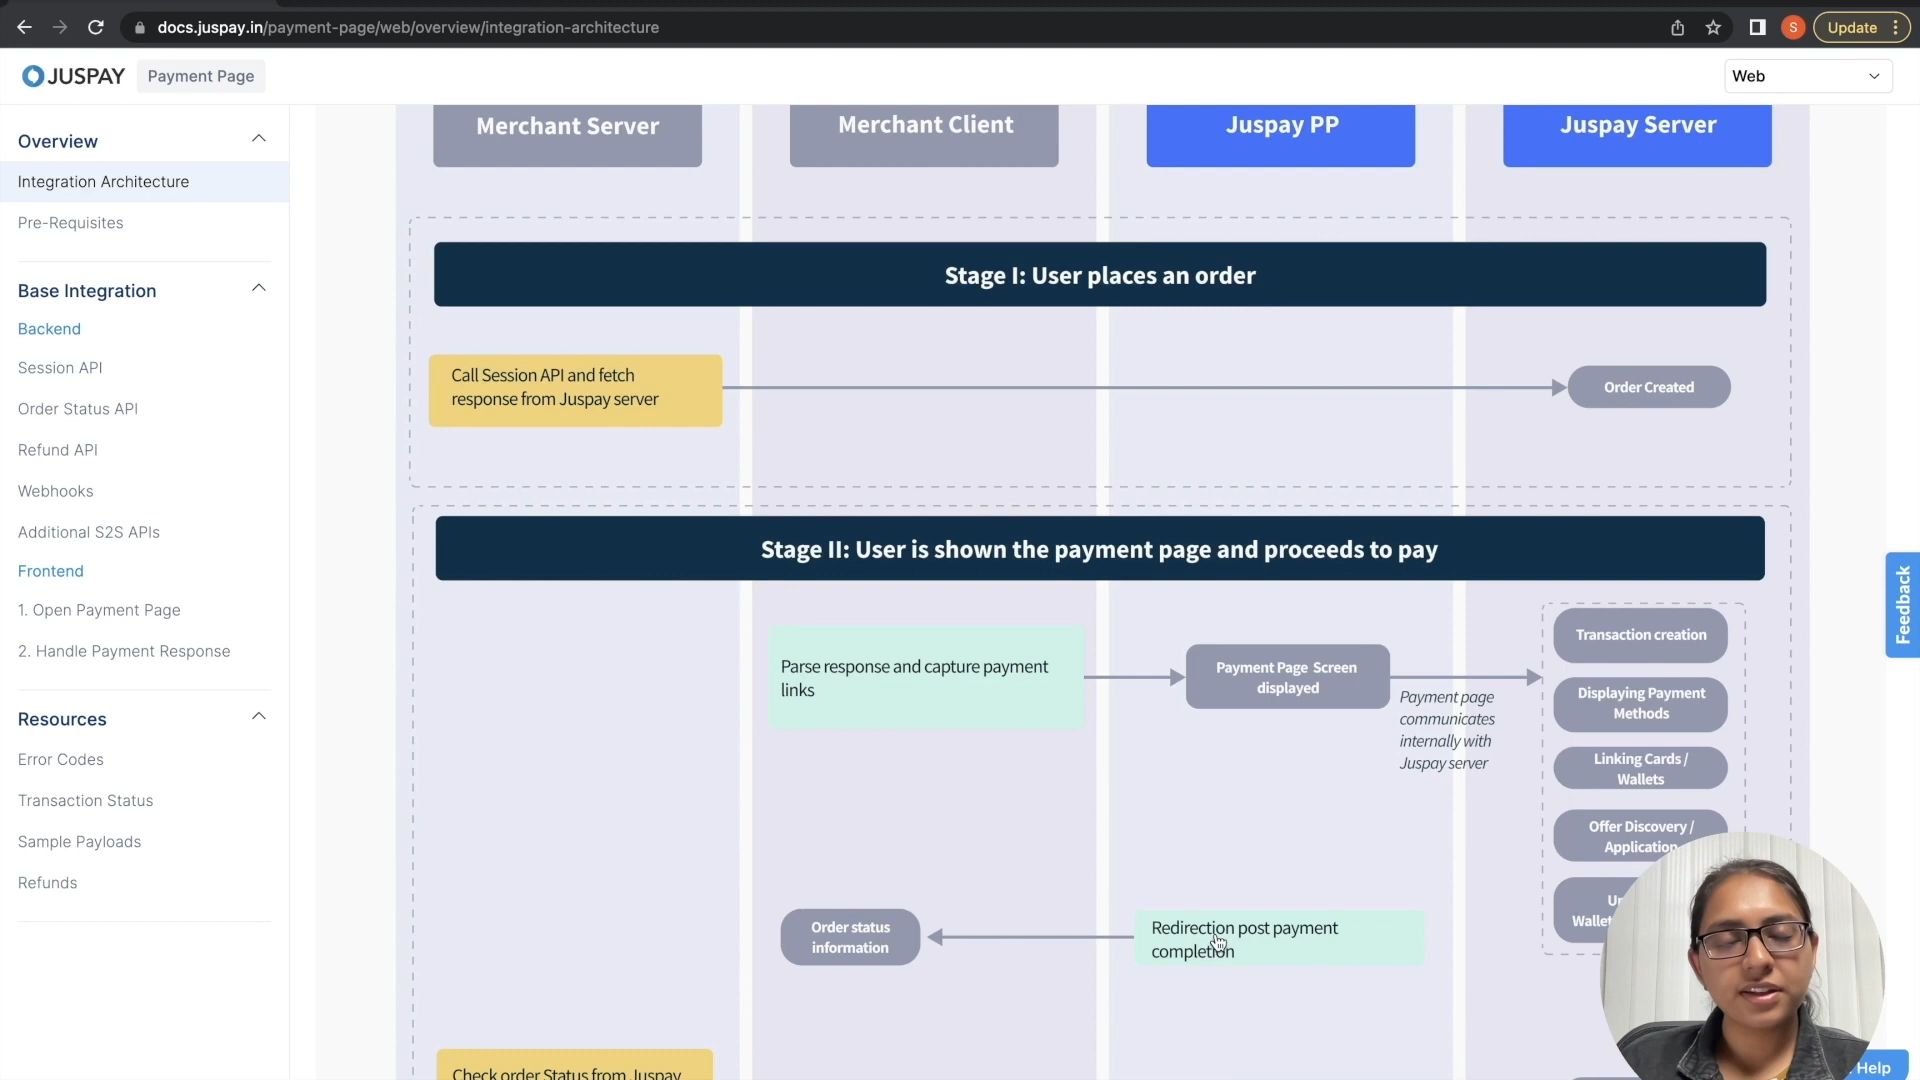 docs.juspay.in/payment-page/web/overview/integration-architecture
S
Update
JUSPAY
Payment Page
Web
Overview
Integration Architecture
Pre-Requisites
Base Integration
Backend
Session API
Order Status API
Refund API
Webhooks
Additional S2S APIs
Frontend
1. Open Payment Page
2. Handle Payment Response
Resources
Error Codes
Transaction Status
Sample Payloads
Refunds
Merchant Server
Merchant Client
Juspay PP
Juspay Server
Stage I: User places an order
Call Session API and fetch
response from Juspay server
Order Created
Stage II: User is shown the payment page and proceeds to pay
Parse response and capture payment
links
Payment Page Screen
displayed
Payment page
communicates
internally with
Juspay server
Transaction creation
Displaying Payment
Methods
Linking Cards /
Wallets
Offer Discovery /
Application
Order status
information
Redirection post payment
completion
Check order Status from Juspay
Feedback
Help